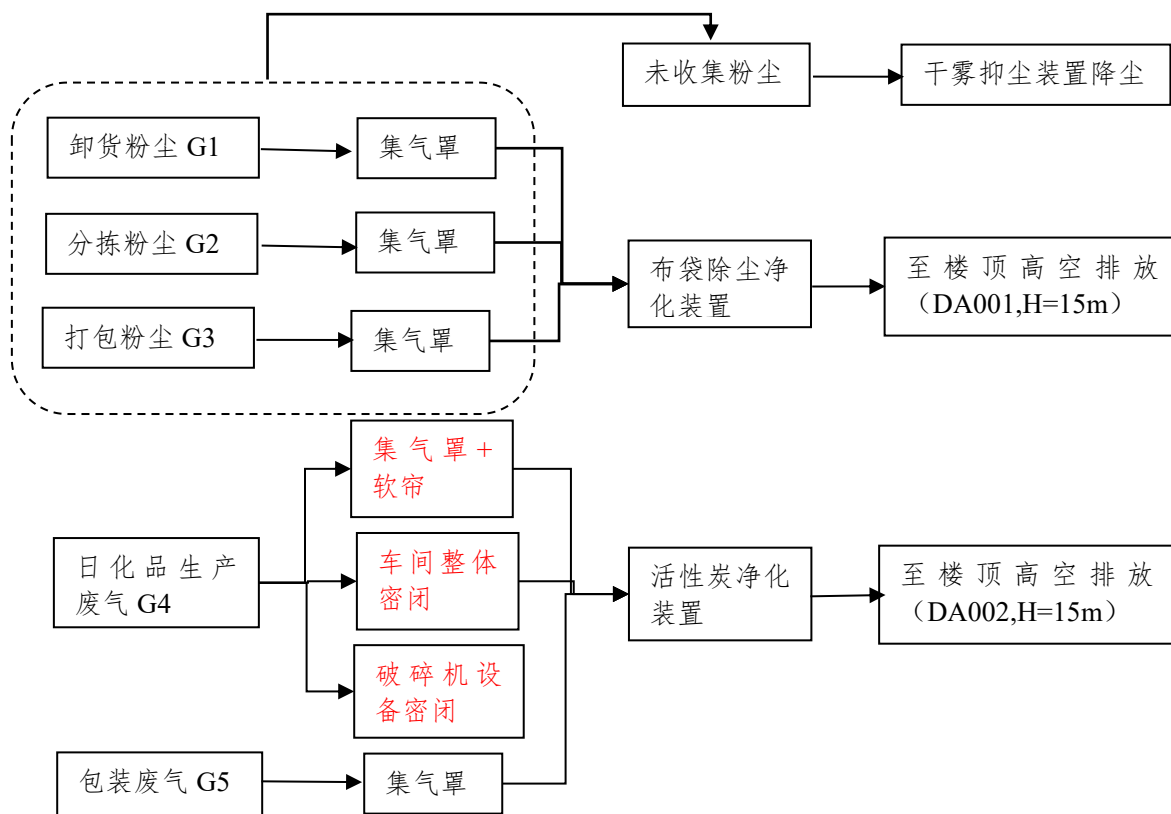 未收集粉尘
干雾抑尘装置降尘
卸货粉尘 G1
集气罩
分拣粉尘 G2
集气罩
布袋除尘净
化装置
至楼顶高空排放
（DA001,H=15m）
打包粉尘 G3
集气罩
集气罩+
软帘
日化品生产
废气 G4
车间整体
密闭
活性炭净化
装置
至楼顶高空排放
（DA002,H=15m）
破碎机设
备密闭
包装废气 G5
集气罩